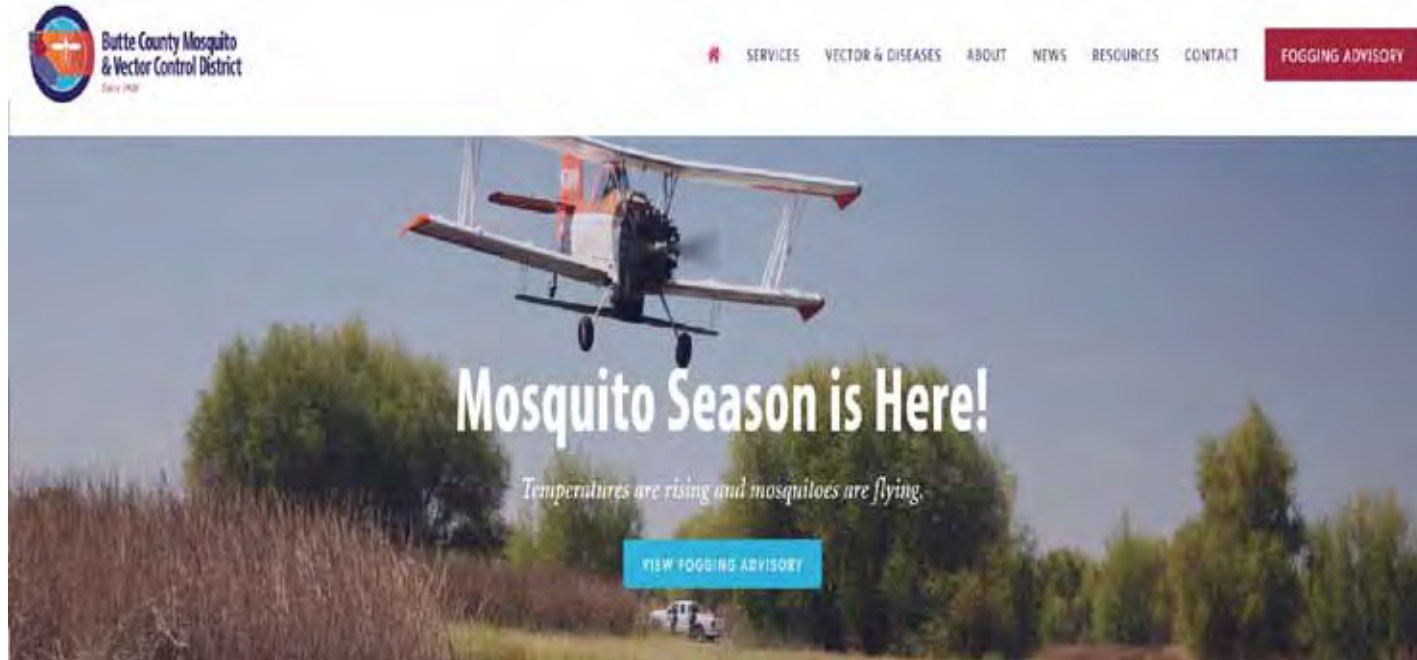 Butte County Mosquito
& Vector Control District
SERVICES VECTOR & DISEASES ABOUT NEWS RESOURCES CONTACT FOGGING ADVISORY
Mosquito Season is Here!
Temperatures are rising and mosquitoes are flying.
VIEW FOGGING ADVISORY